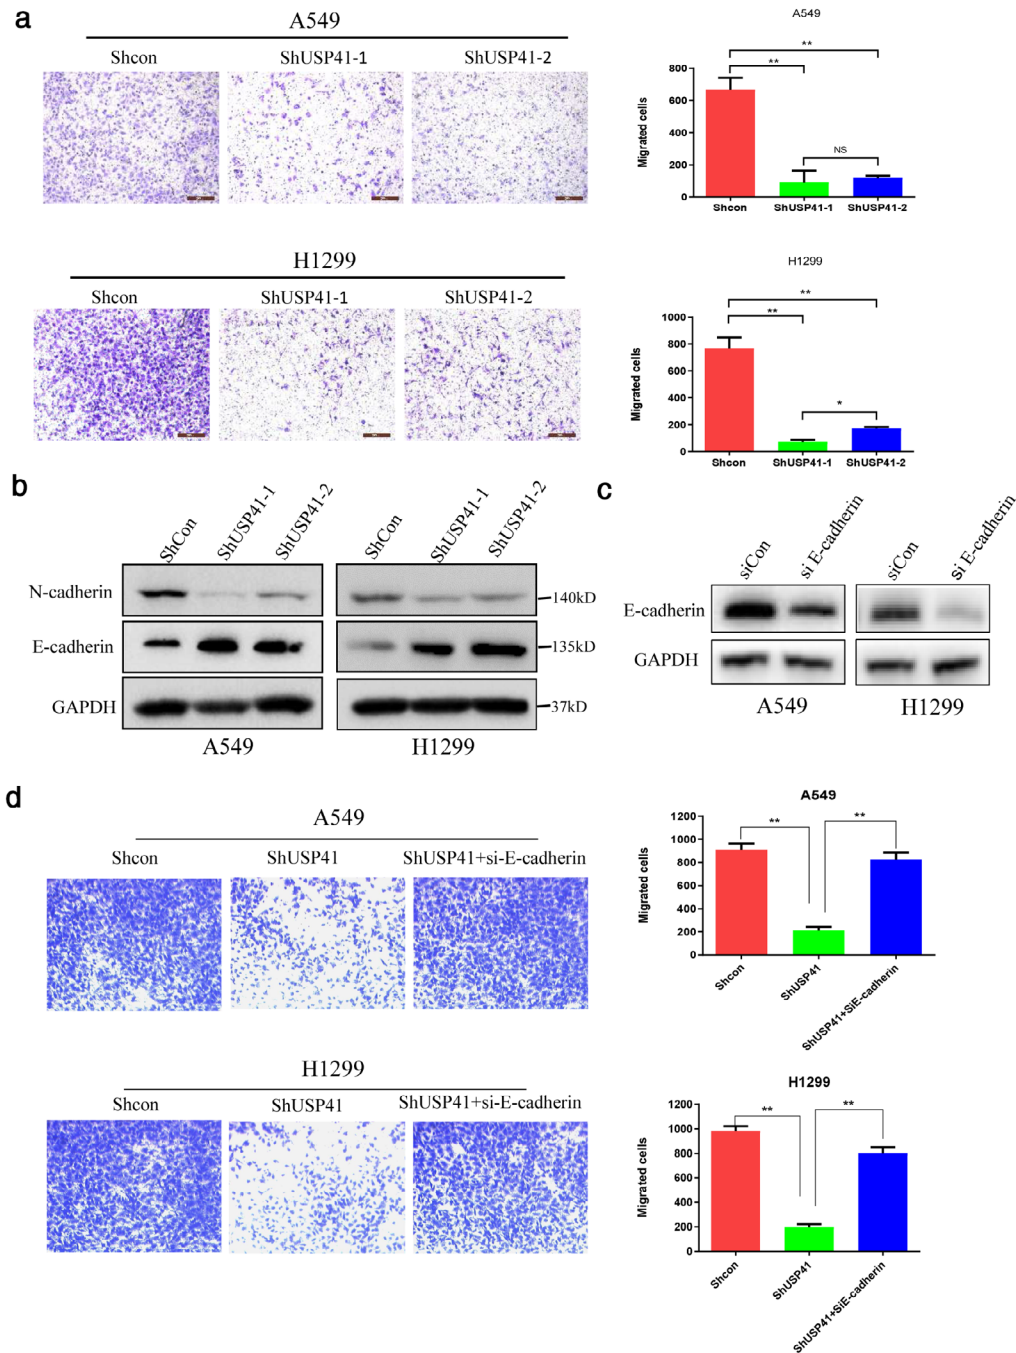 a
A549
Shcon ShUSP41-1 ShUSP41-2
A549
Migrated cells
800
600
400
200
0
**
**
NS
Shcon ShUSP41-1 ShUSP41-2
H1299
Shcon ShUSP41-1 ShUSP41-2
H1299
Migrated cells
1000
800
600
400
200
0
**
**
*
Shcon ShUSP41-1 ShUSP41-2
b
ShCon ShUSP41-1 ShUSP41-2 ShCon ShUSP41-1 ShUSP41-2
N-cadherin 140kD
E-cadherin 135kD
GAPDH 37kD
A549 H1299
c
siCon si E-cadherin siCon si E-cadherin
E-cadherin
GAPDH
A549 H1299
d
A549
Shcon ShUSP41 ShUSP41+si-E-cadherin
A549
Migrated cells
1200
1000
800
600
400
200
0
** **
Shcon ShUSP41 ShUSP41+SiE-cadherin
H1299
Shcon ShUSP41 ShUSP41+si-E-cadherin
H1299
Migrated cells
1200
1000
800
600
400
200
0
** **
Shcon ShUSP41 ShUSP41+SiE-cadherin